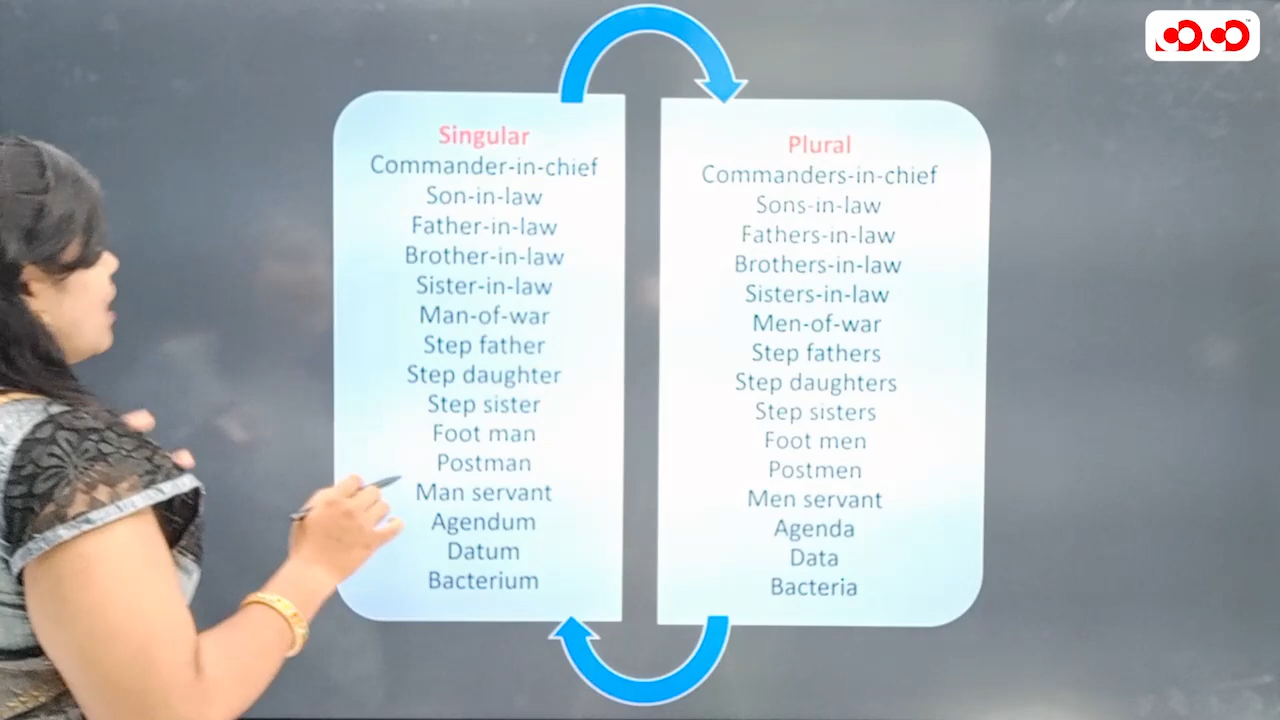 Singular
Commander-in-chief
Son-in-law
Father-in-law
Brother-in-law
Sister-in-law
Man-of-war
Step father
Step daughter
Step sister
Foot man
Postman
Man servant
Agendum
Datum
Bacterium
Plural
Commanders-in-chief
Sons-in-law
Fathers-in-law
Brothers-in-law
Sisters-in-law
Men-of-war
Step fathers
Step daughters
Step sisters
Foot men
Postmen
Men servant
Agenda
Data
Bacteria